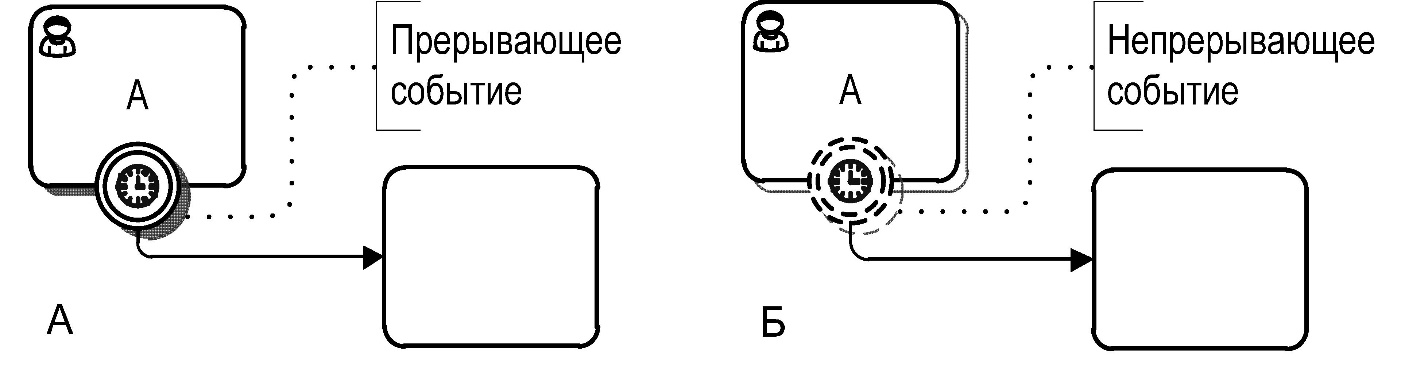 А
Прерывающее
событие
А
А
Непрерывающее
событие
Б